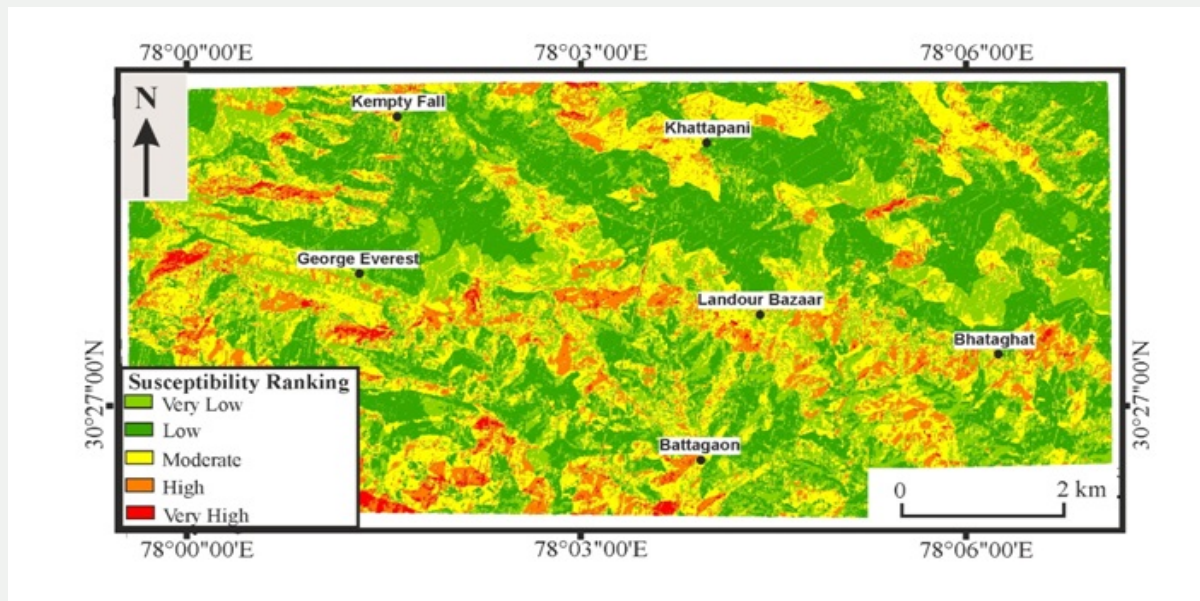 78°00"00'E
78°03"00'E
78°06"00'E
N
Kempty Fall
Khattapani
George Everest
Landour Bazaar
Bhataghat
30°27"00'N
30°27"00'N
Susceptibility Ranking
Very Low
Low
Moderate
High
Very High
Battagaon
0
2 km
78°00"00'E
78°03"00'E
78°06"00'E